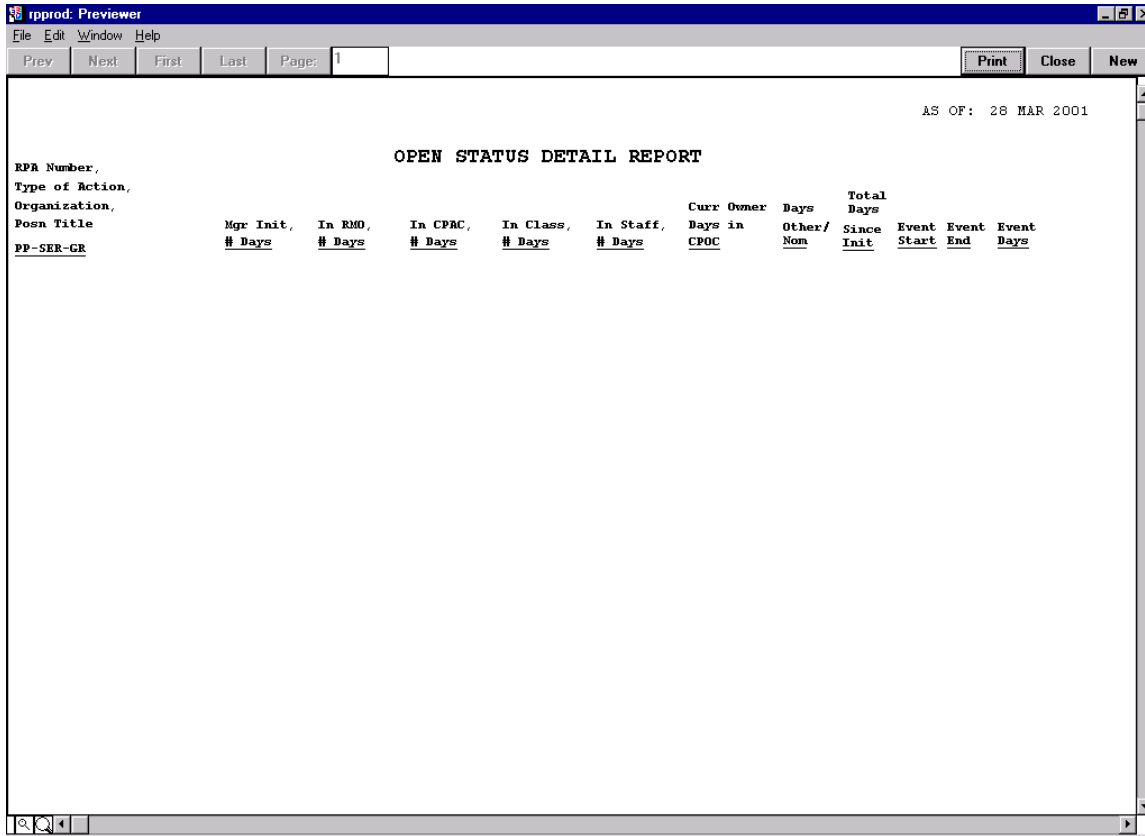 rpprod: Previewer
File Edit Window Help
Prev Next First Last Page: 1 Print Close New
AS OF: 28 MAR 2001
OPEN STATUS DETAIL REPORT
RPA Number,
Type of Action,
Total
Organization, Curr Owner Days Days
Posn Title Mgr Init, In RMO, In CPAC, In Class, In Staff, Days in Other/ Since Event Event Event
PP-SER-GR # Days # Days # Days # Days # Days CPOC Nom Init Start End Days